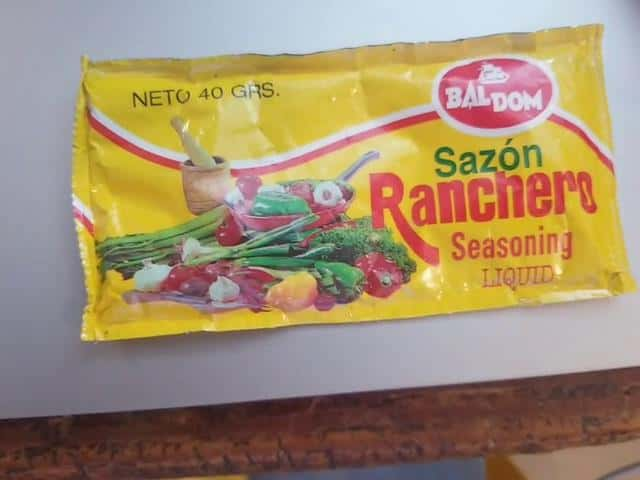 NETO 40 GRS.
BALDOM
Sazón
Ranchero
Seasoning
LIQUID